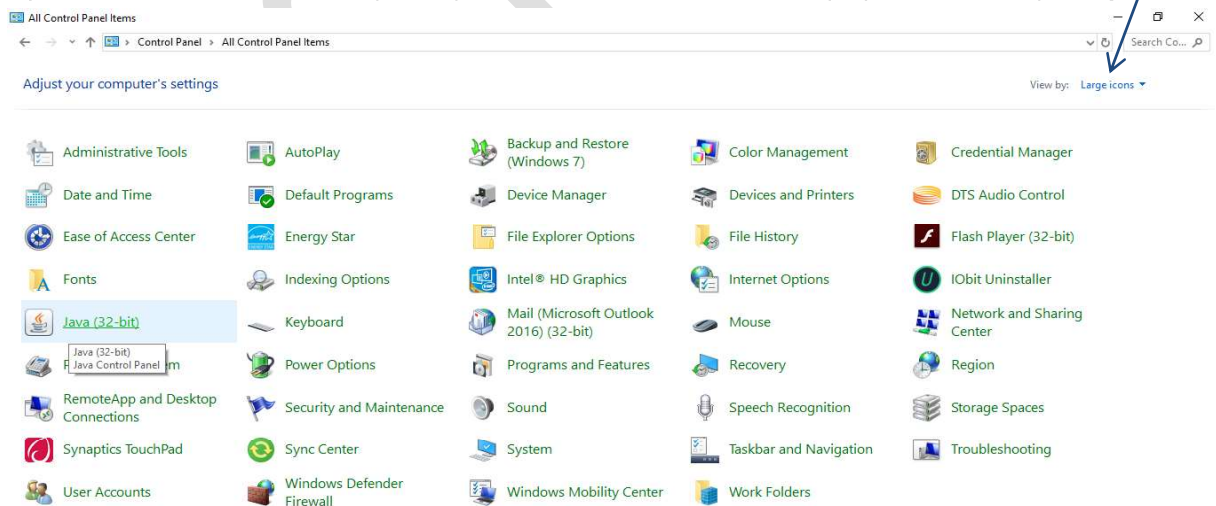 All Control Panel Items
Control Panel > All Control Panel Items
Search Co...
Adjust your computer's settings
View by: Large icons
Administrative Tools
AutoPlay
Backup and Restore
(Windows 7)
Color Management
Credential Manager
Date and Time
Default Programs
Device Manager
Devices and Printers
DTS Audio Control
Ease of Access Center
Energy Star
File Explorer Options
File History
Flash Player (32-bit)
Fonts
Indexing Options
Intel® HD Graphics
Internet Options
IObit Uninstaller
Java (32-bit)
Keyboard
Mail (Microsoft Outlook
2016) (32-bit)
Mouse
Network and Sharing
Center
Java (32-bit)
Java Control Panel
Power Options
Programs and Features
Recovery
Region
RemoteApp and Desktop
Connections
Security and Maintenance
Sound
Speech Recognition
Storage Spaces
Synaptics TouchPad
Sync Center
System
Taskbar and Navigation
Troubleshooting
User Accounts
Windows Defender
Firewall
Windows Mobility Center
Work Folders